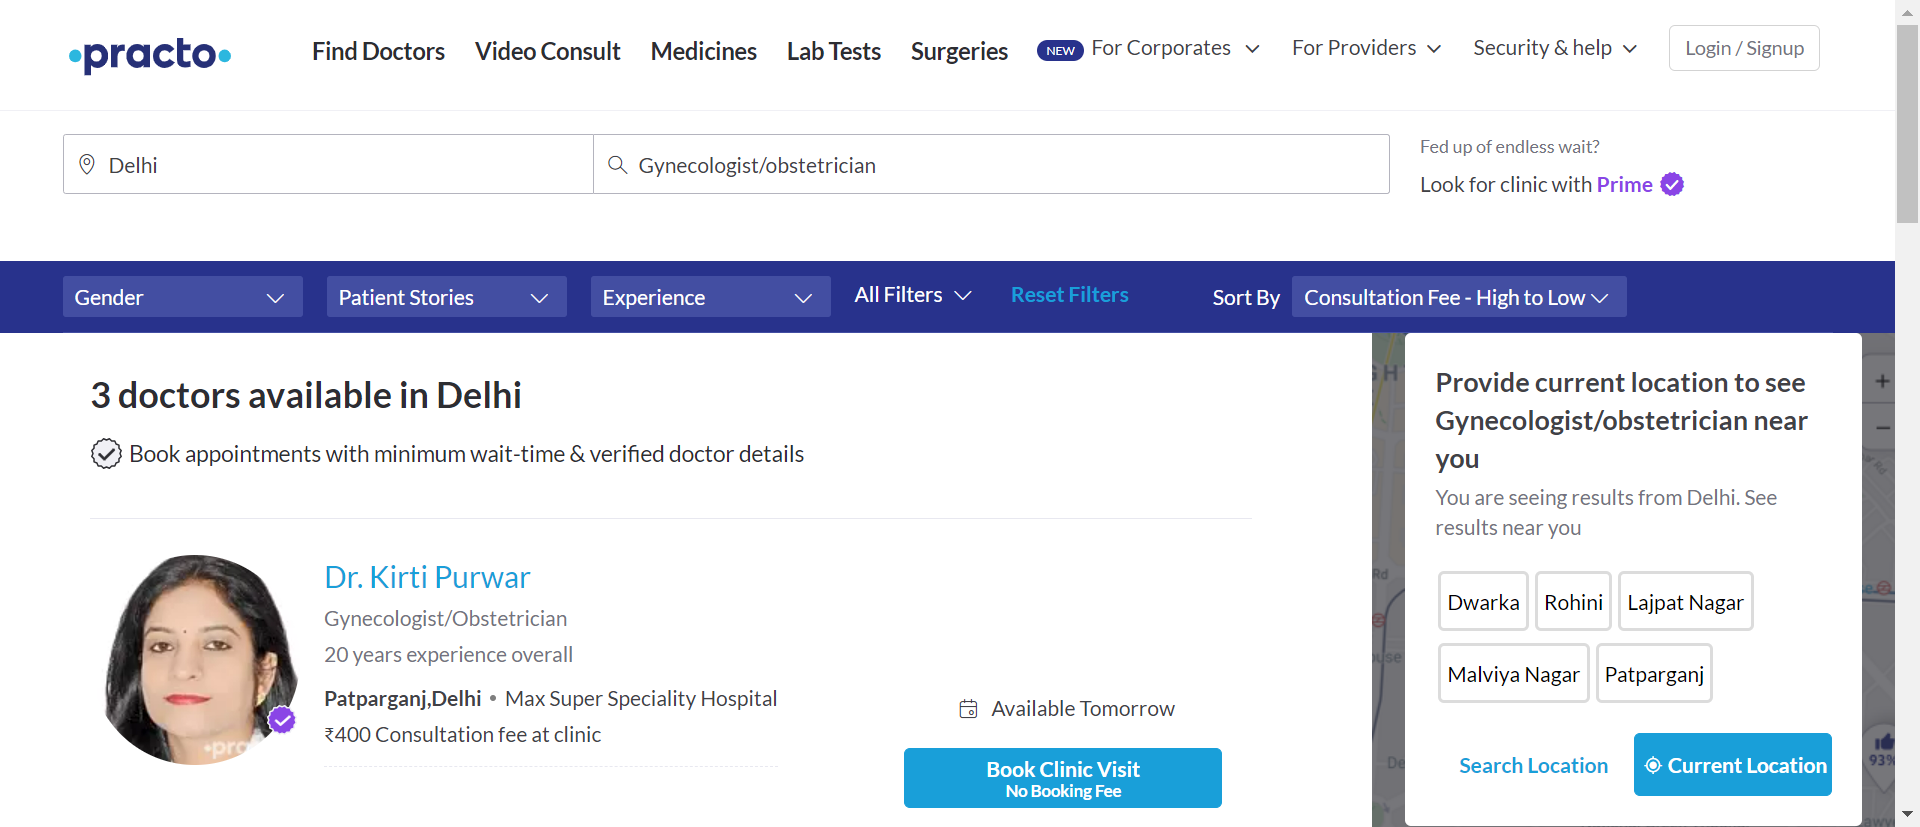 practo
Find Doctors
Video Consult
Medicines
Lab Tests
Surgeries
NEW
For Corporates
For Providers
Security & help
Login / Signup
Delhi
Gynecologist/obstetrician
Fed up of endless wait?
Look for clinic with Prime
Gender
Patient Stories
Experience
All Filters
Reset Filters
Sort By
Consultation Fee - High to Low
3 doctors available in Delhi
Book appointments with minimum wait-time & verified doctor details
Dr. Kirti Purwar
Gynecologist/Obstetrician
20 years experience overall
Patparganj,Delhi • Max Super Speciality Hospital
₹400 Consultation fee at clinic
Available Tomorrow
Book Clinic Visit
No Booking Fee
Provide current location to see
Gynecologist/obstetrician near
you
You are seeing results from Delhi. See
results near you
Dwarka
Rohini
Lajpat Nagar
Malviya Nagar
Patparganj
Search Location
Current Location
Rd
93%